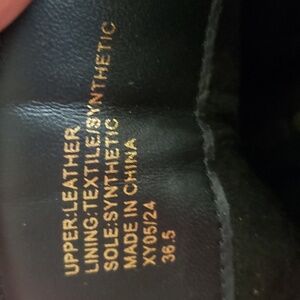 UPPER:LEATHER
LINING:TEXTILE/SYNTHETIC
SOLE:SYNTHETIC
MADE IN CHINA
XY05/24
36.5